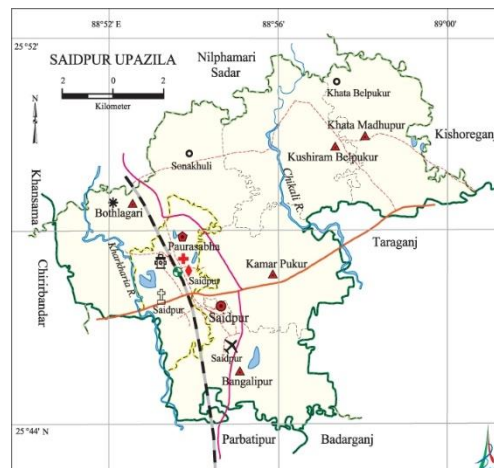 88°52' E
88°56'
89°00'
25°52'
SAIDPUR UPAZILA
Nilphamari
Sadar
2 0 2
Kilometer
N
Khata Belpukur
Khata Madhupur
Kishoreganj
Kushiram Belpukur
Sonakhuli
Khansama
Chikali R.
Bothlagari
Taraganj
Paurasabha
Kharkharia R.
Chirirbandar
Saidpur
Kamar Pukur
Saidpur
Saidpur
Saidpur
Bangalipur
25°44'
Parbatipur
Badarganj